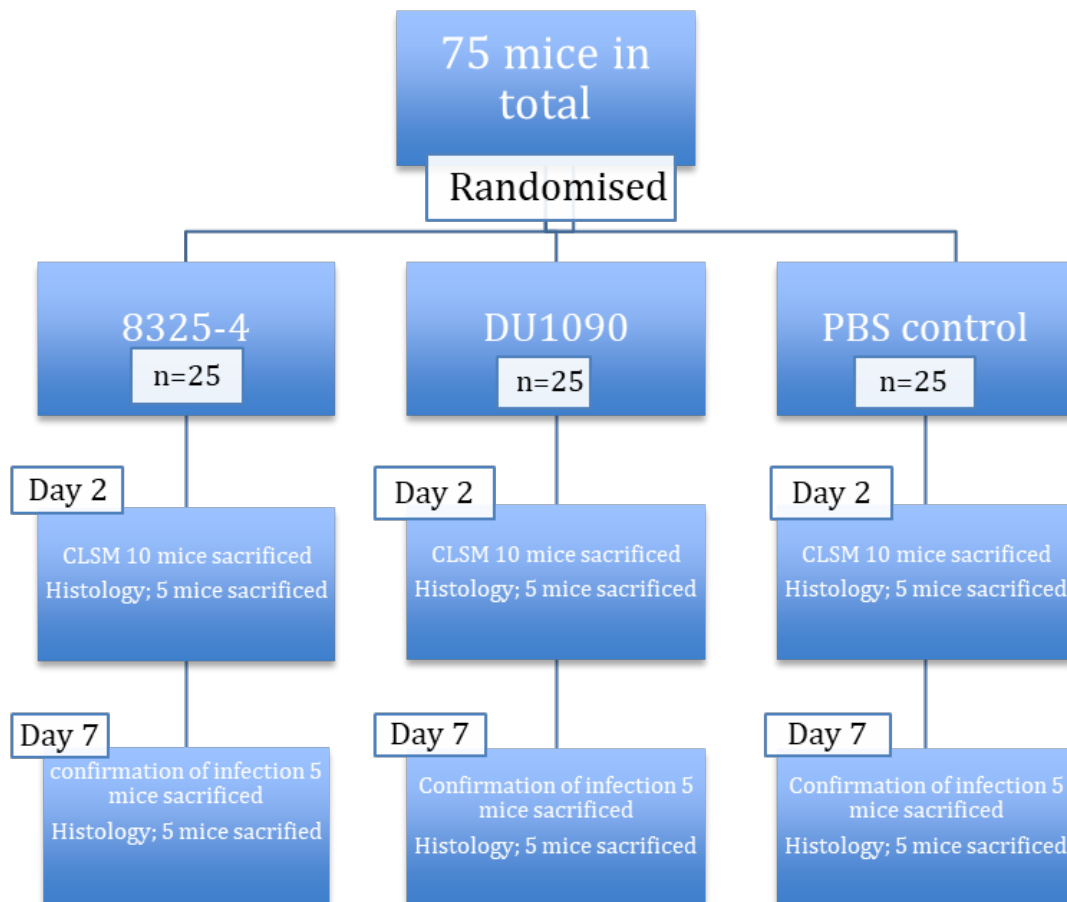 75 mice in
total
Randomised
8325-4
n=25
DU1090
n=25
PBS control
n=25
Day 2
CLSM 10 mice sacrificed
Histology; 5 mice sacrificed
Day 2
CLSM 10 mice sacrificed
Histology; 5 mice sacrificed
Day 2
CLSM 10 mice sacrificed
Histology; 5 mice sacrificed
Day 7
confirmation of infection 5
mice sacrificed
Histology; 5 mice sacrified
Day 7
Confirmation of infection 5
mice sacrificed
Histology; 5 mice sacrificed
Day 7
Confirmation of infection 5
mice sacrificed
Histology; 5 mice sacrificed